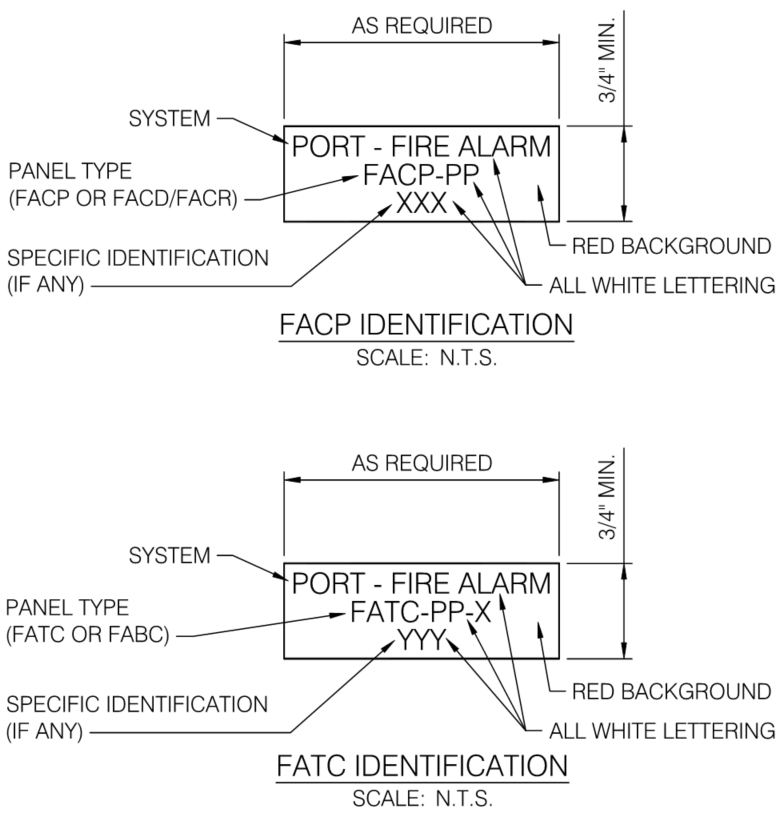 AS REQUIRED
3/4" MIN.
SYSTEM
PORT - FIRE ALARM
PANEL TYPE
(FACP OR FACD/FACR)
FACP-PP
XXX
SPECIFIC IDENTIFICATION
(IF ANY)
RED BACKGROUND
ALL WHITE LETTERING
FACP IDENTIFICATION
SCALE: N.T.S.
AS REQUIRED
3/4" MIN.
SYSTEM
PORT - FIRE ALARM
PANEL TYPE
(FATC OR FABC)
FATC-PP-X
YYY
SPECIFIC IDENTIFICATION
(IF ANY)
RED BACKGROUND
ALL WHITE LETTERING
FATC IDENTIFICATION
SCALE: N.T.S.